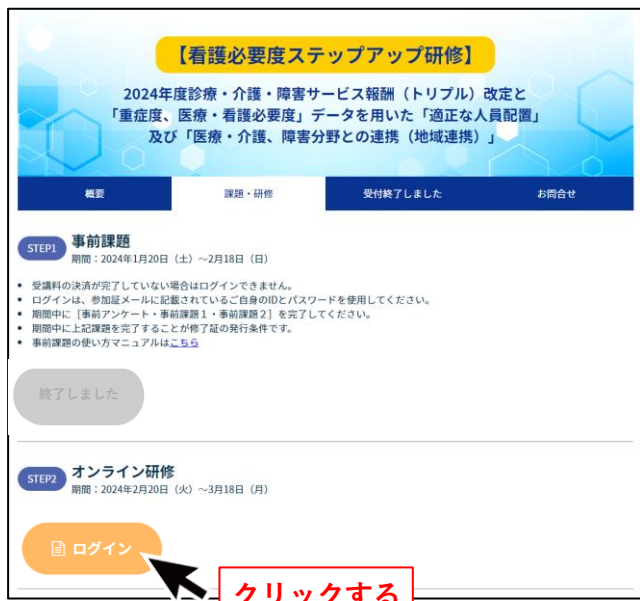 【看護必要度ステップアップ研修】
2024年度診療・介護・障害サービス報酬（トリプル）改定と
「重症度、医療・看護必要度」データを用いた「適正な人員配置」
及び「医療・介護、障害分野との連携（地域連携）」
概要 課題・研修 受付終了しました お問合せ
STEP1 事前課題
期間：2024年1月20日（土）～2月18日（日）
• 受講料の決済が完了していない場合はログインできません。
• ログインは、参加証メールに記載されているご自身のIDとパスワードを使用してください。
• 期間中に［事前アンケート・事前課題１・事前課題２］を完了してください。
• 期間中に上記課題を完了することが修了証の発行条件です。
• 事前課題の使い方マニュアルはこちら
終了しました
STEP2 オンライン研修
期間：2024年2月20日（火）～3月18日（月）
ログイン
クリックする